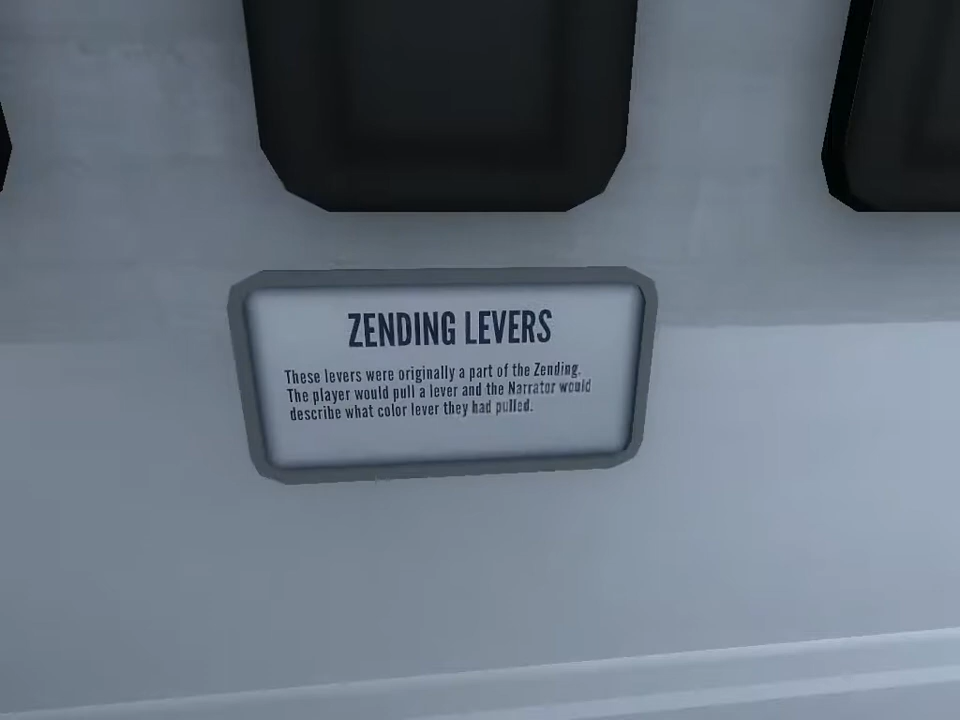 ZENDING LEVERS
These levers were originally a part of the Zending.
The player would pull a lever and the Narrator would
describe what color lever they had pulled.